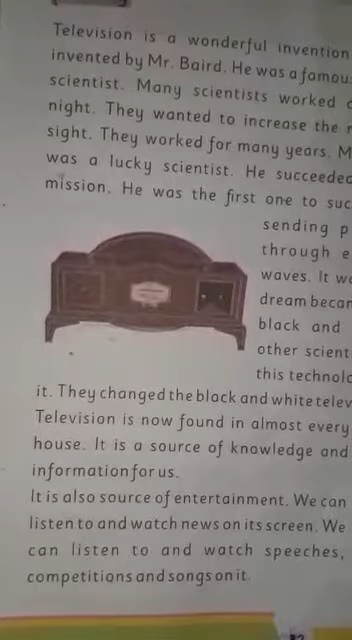 Television is a wonderful invention
invented by Mr. Baird. He was a famous
scientist. Many scientists worked
night. They wanted to increase the
sight. They worked for many years.
was a lucky scientist. He succeeded
mission. He was the first one to
sending
through
waves. It
dream
black and
other
this
it. They changed the black and white
Television is now found in almost every
house. It is a source of knowledge and
information for us.
It is also source of entertainment. We can
listen to and watch news on its screen. We
can listen to and watch speeches,
competitions and songs on it.